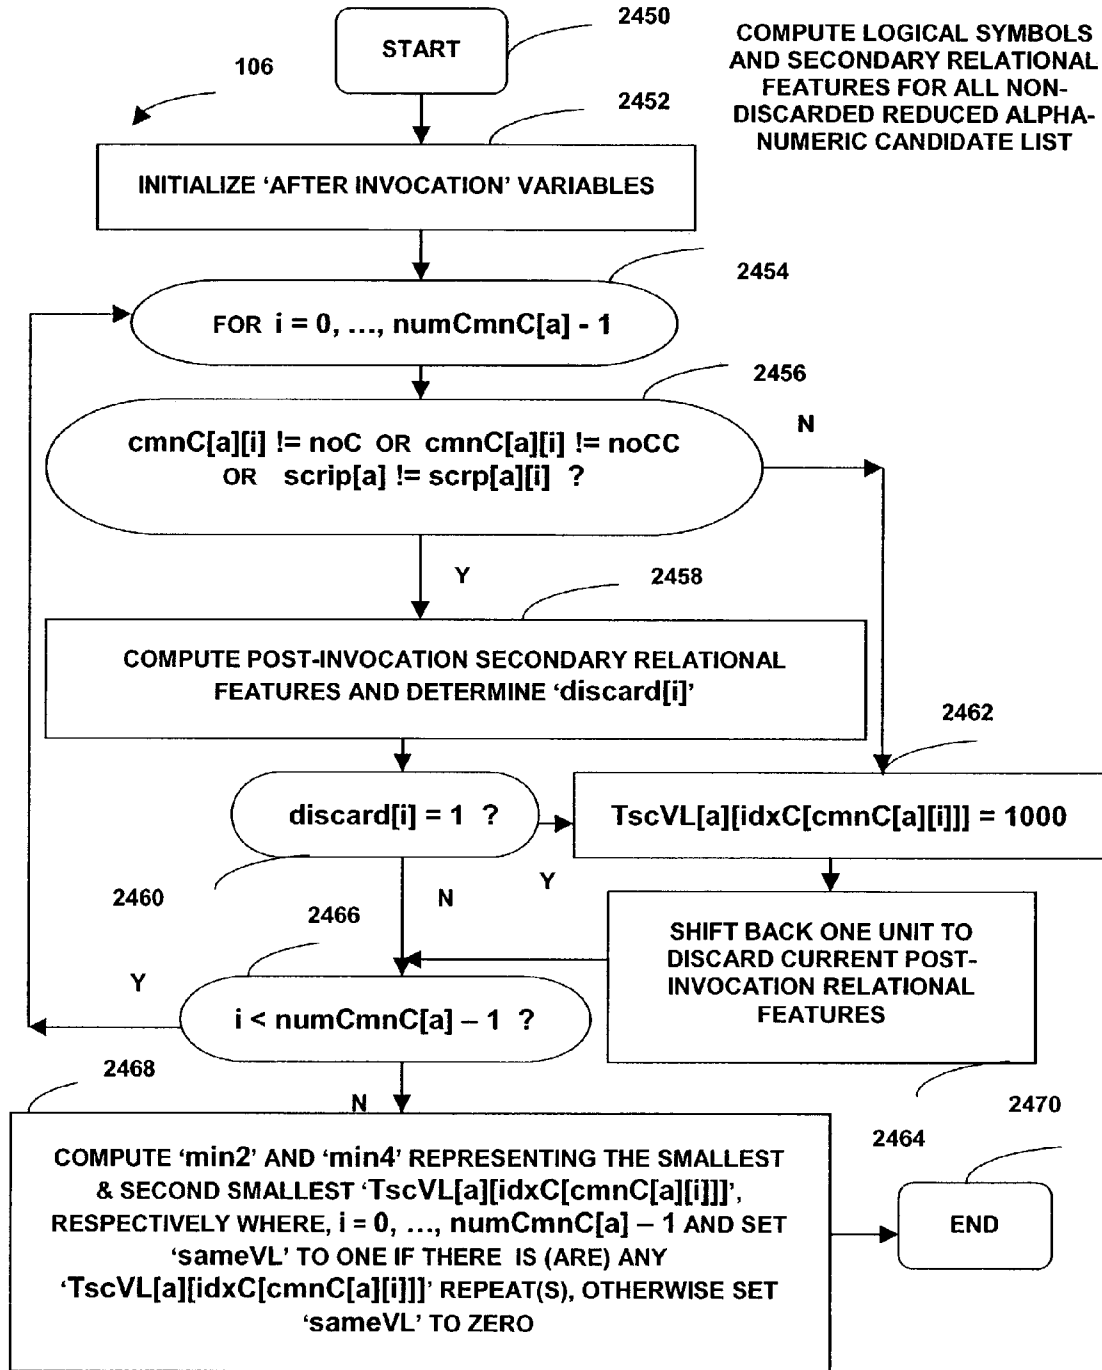 START
2450
COMPUTE LOGICAL SYMBOLS
AND SECONDARY RELATIONAL
FEATURES FOR ALL NON-
DISCARDED REDUCED ALPHA-
NUMERIC CANDIDATE LIST
106
2452
INITIALIZE ‘AFTER INVOCATION’ VARIABLES
2454
FOR i = 0, ..., numCmnC[a] - 1
2456
cmnC[a][i] != noC OR cmnC[a][i] != noCC
OR scrip[a] != scrp[a][i] ?
N
Y
2458
COMPUTE POST-INVOCATION SECONDARY RELATIONAL
FEATURES AND DETERMINE ‘discard[i]’
2462
discard[i] = 1 ?
TscVL[a][idxC[cmnC[a][i]]] = 1000
2460
N
Y
2466
SHIFT BACK ONE UNIT TO
DISCARD CURRENT POST-
INVOCATION RELATIONAL
FEATURES
Y
i < numCmnC[a] – 1 ?
2468
N
2470
2464
COMPUTE ‘min2’ AND ‘min4’ REPRESENTING THE SMALLEST
& SECOND SMALLEST ‘TscVL[a][idxC[cmnC[a][i]]]’,
RESPECTIVELY WHERE, i = 0, ..., numCmnC[a] – 1 AND SET
‘sameVL’ TO ONE IF THERE IS (ARE) ANY
‘TscVL[a][idxC[cmnC[a][i]]]’ REPEAT(S), OTHERWISE SET
‘sameVL’ TO ZERO
END